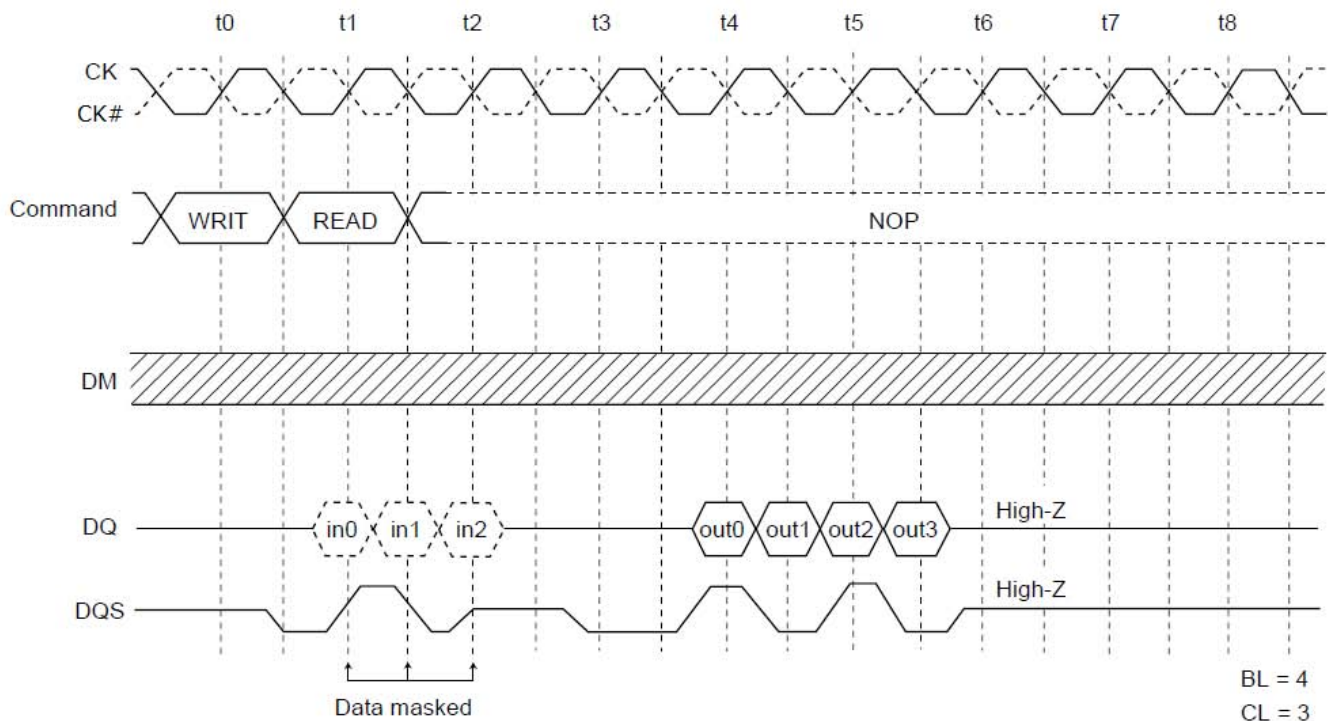 t0 t1 t2 t3 t4 t5 t6 t7 t8
CK
CK#
Command WRIT READ NOP
DM
DQ in0 in1 in2 out0 out1 out2 out3 High-Z
DQS High-Z
Data masked
BL = 4
CL = 3